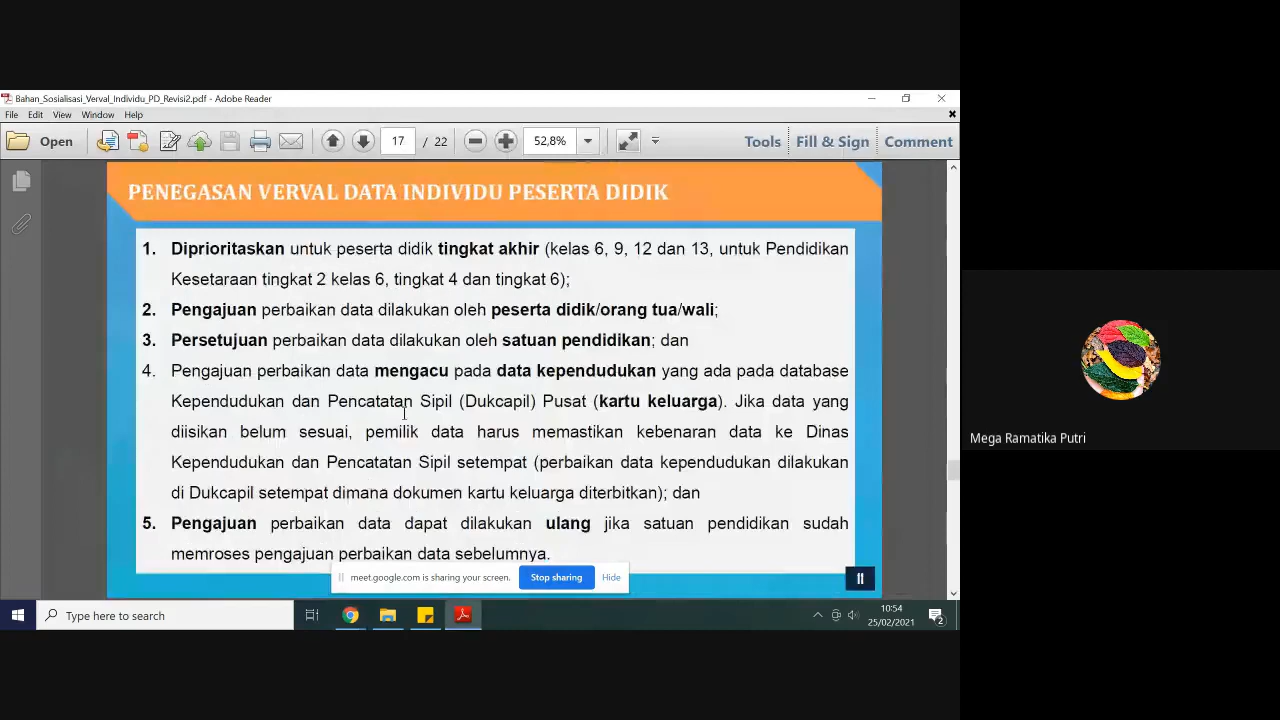 Bahan_Sosialisasi_Verval_Individu_PD_Revisi2.pdf - Adobe Reader
File Edit View Window Help
Open 17 / 22 52,8% Tools Fill & Sign Comment
PENEGASAN VERVAL DATA INDIVIDU PESERTA DIDIK
1. Diprioritaskan untuk peserta didik tingkat akhir (kelas 6, 9, 12 dan 13, untuk Pendidikan
Kesetaraan tingkat 2 kelas 6, tingkat 4 dan tingkat 6);
2. Pengajuan perbaikan data dilakukan oleh peserta didik/orang tua/wali;
3. Persetujuan perbaikan data dilakukan oleh satuan pendidikan; dan
4. Pengajuan perbaikan data mengacu pada data kependudukan yang ada pada database
Kependudukan dan Pencatatan Sipil (Dukcapil) Pusat (kartu keluarga). Jika data yang
diisikan belum sesuai, pemilik data harus memastikan kebenaran data ke Dinas
Kependudukan dan Pencatatan Sipil setempat (perbaikan data kependudukan dilakukan
di Dukcapil setempat dimana dokumen kartu keluarga diterbitkan); dan
5. Pengajuan perbaikan data dapat dilakukan ulang jika satuan pendidikan sudah
memroses pengajuan perbaikan data sebelumnya.
meet.google.com is sharing your screen. Stop sharing Hide
11
Type here to search
10:54
25/02/2021
2
Mega Ramatika Putri